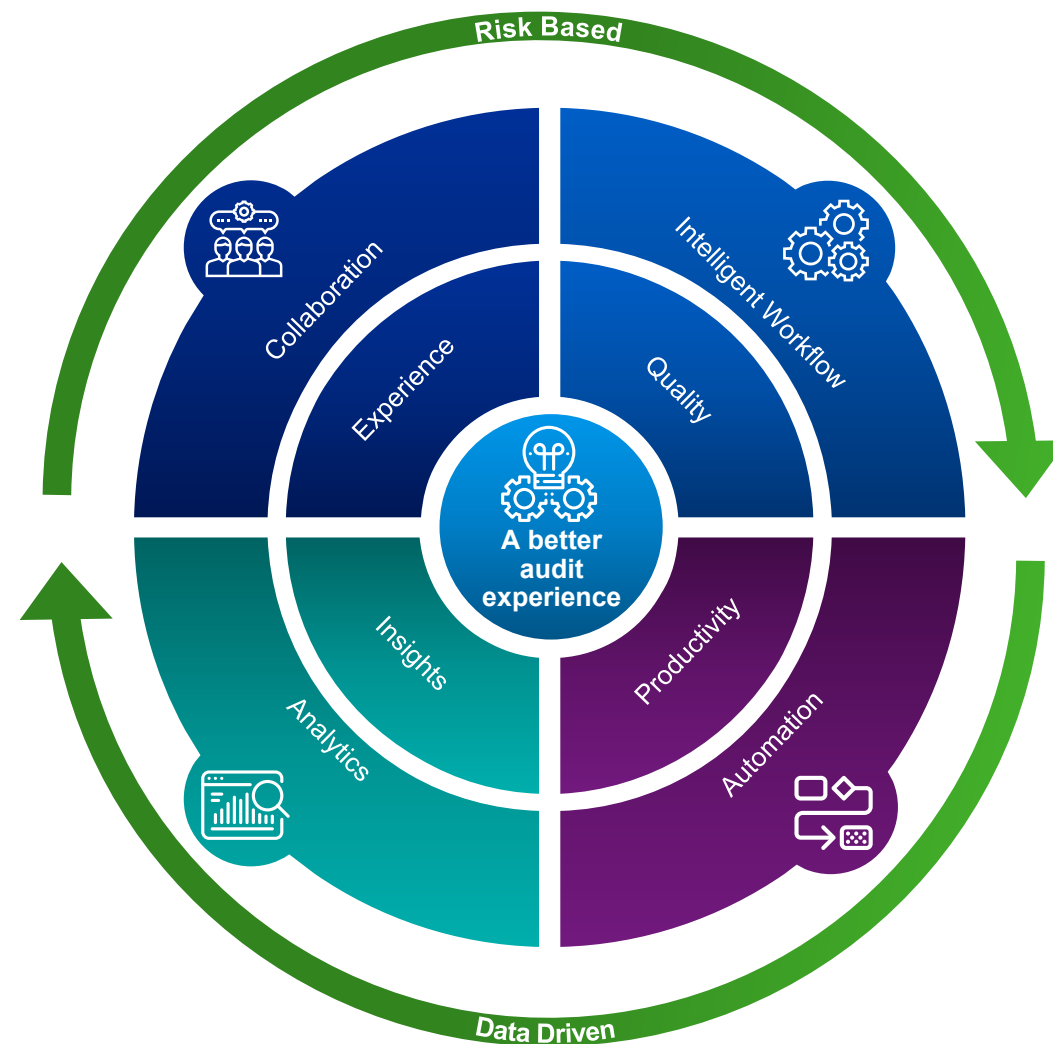 Risk Based
Collaboration
Intelligent Workflow
Experience
Quality
A better
audit
experience
Insights
Productivity
Analytics
Automation
Data Driven